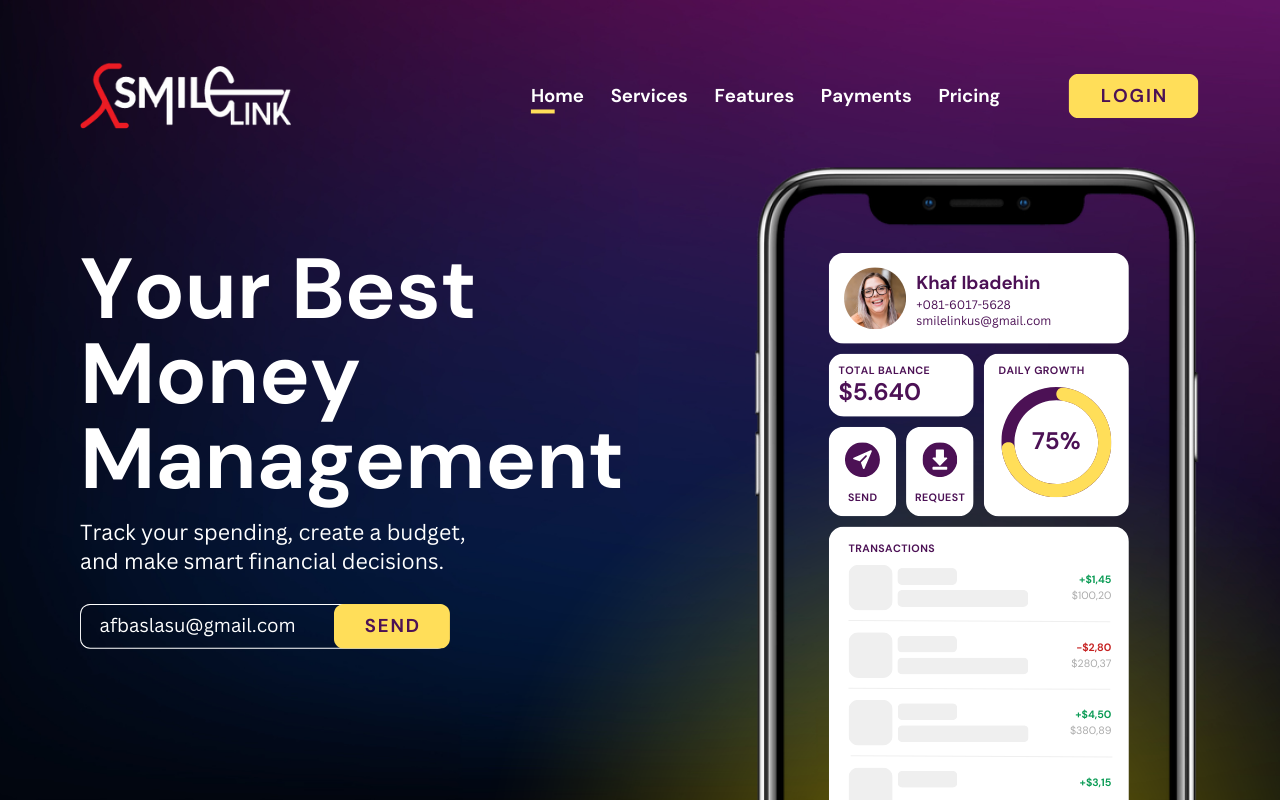 SMILE
LINK
Home Services Features Payments Pricing LOGIN
Your Best
Money
Management
Track your spending, create a budget,
and make smart financial decisions.
afbaslasu@gmail.com SEND
Khaf Ibadehin
+081-6017-5628
smilelinkus@gmail.com
TOTAL BALANCE
$5.640
DAILY GROWTH
75%
SEND
REQUEST
TRANSACTIONS
+$1,45
$100,20
-$2,80
$280,37
+$4,50
$380,89
+$3,15